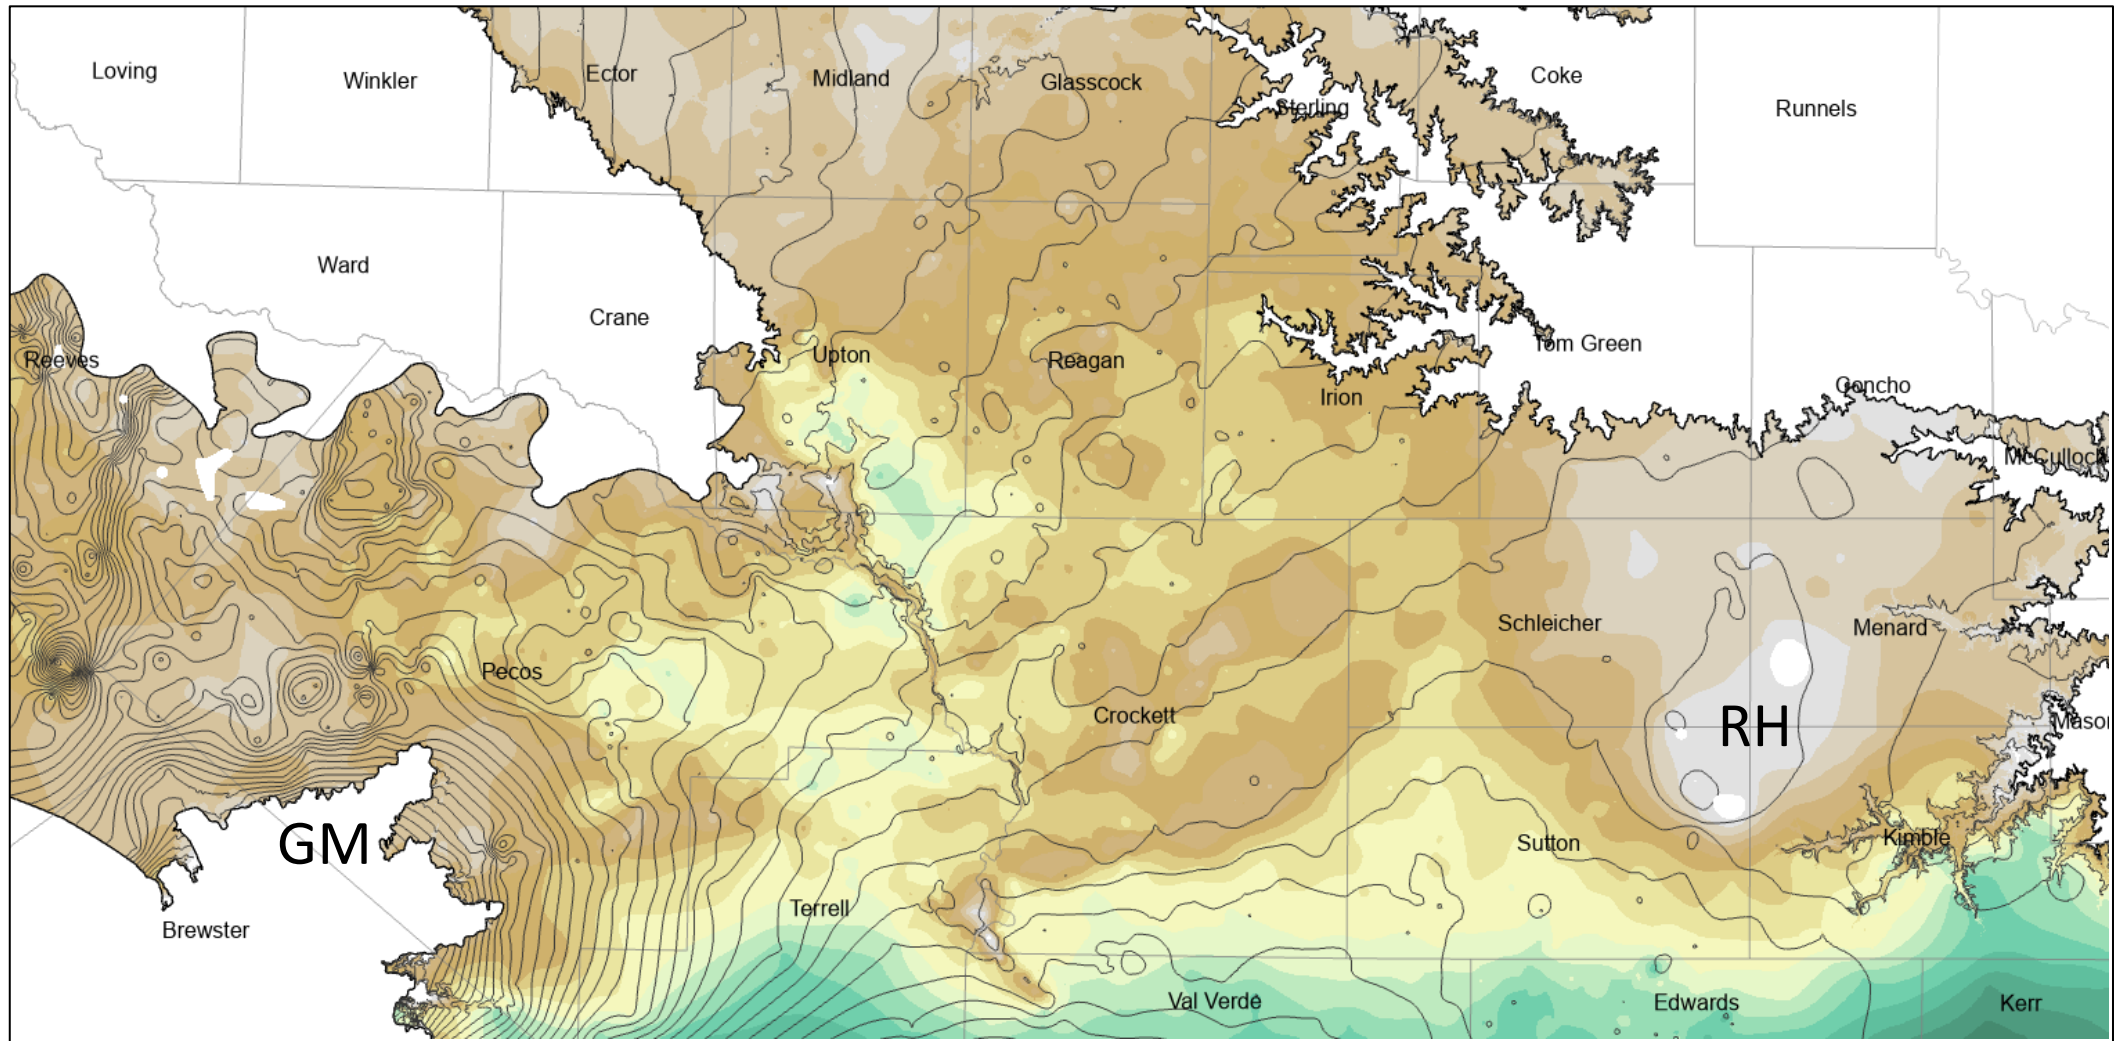 Loving
Winkler
Ector
Midland
Glasscock
Sterling
Coke
Runnels
Ward
Crane
Reeves
Upton
Reagan
Irion
Tom Green
Concho
McCulloch
Pecos
Crockett
Schleicher
Menard
Mason
RH
GM
Brewster
Terrell
Sutton
Kimble
Val Verde
Edwards
Kerr